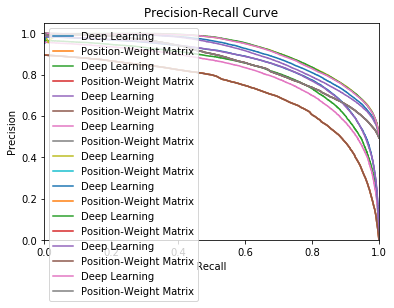 Precision-Recall Curve
Precision
1.0
0.8
0.6
0.4
0.2
0.0
Deep Learning
Position-Weight Matrix
Deep Learning
Position-Weight Matrix
Deep Learning
Position-Weight Matrix
Deep Learning
Position-Weight Matrix
Deep Learning
Position-Weight Matrix
Deep Learning
Position-Weight Matrix
Deep Learning
Position-Weight Matrix
Deep Learning
Position-Weight Matrix
Deep Learning
Position-Weight Matrix
0.0 0.2 0.4 0.6 0.8 1.0
Recall